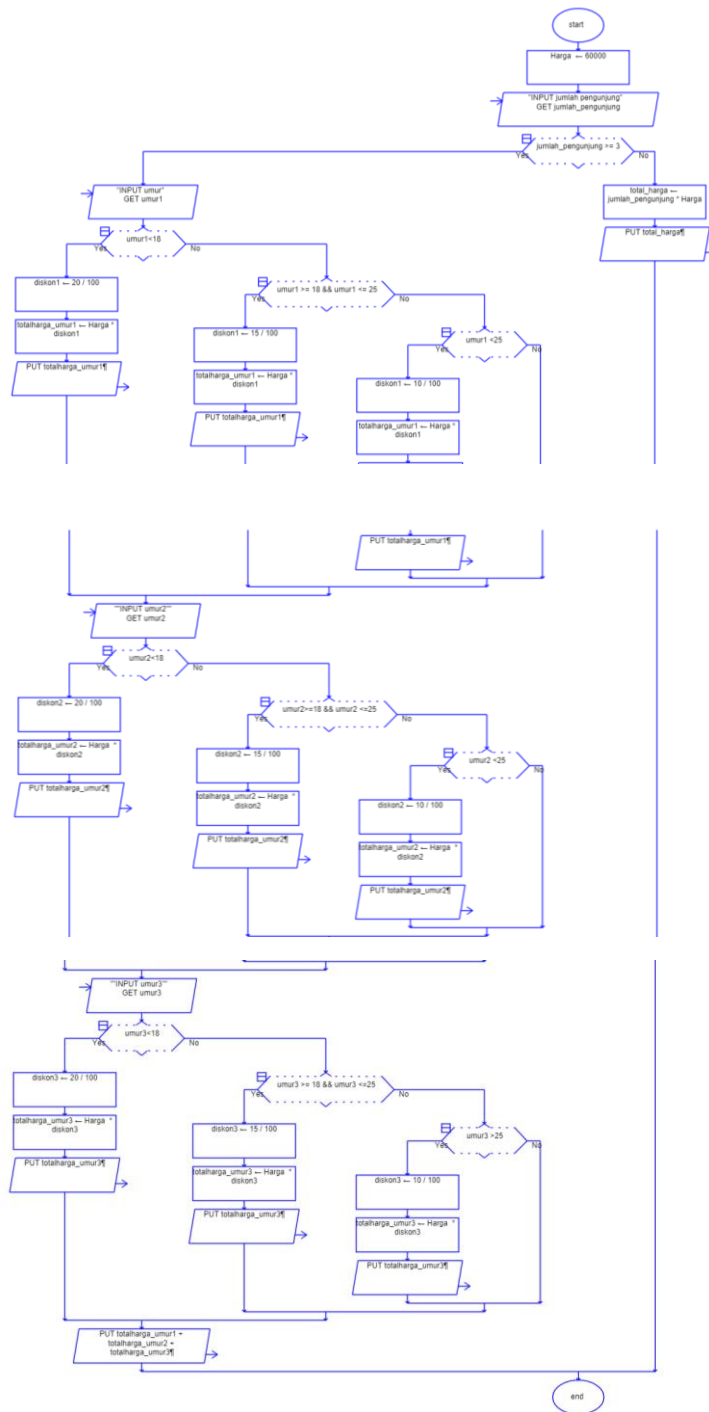 start
Harga ← 60000
"INPUT jumlah pengunjung"
GET jumlah_pengunjung
jumlah_pengunjung >= 3
Yes
No
"INPUT umur"
GET umur1
total_harga ←
jumlah_pengunjung * Harga
PUT total_harga¶
umur1<18
Yes
No
diskon1 ← 20 / 100
umur1 >= 18 && umur1 <= 25
Yes
No
totalharga_umur1 ← Harga *
diskon1
diskon1 ← 15 / 100
umur1 <25
Yes
No
PUT totalharga_umur1¶
totalharga_umur1 ← Harga *
diskon1
diskon1 ← 10 / 100
PUT totalharga_umur1¶
totalharga_umur1 ← Harga *
diskon1
PUT totalharga_umur1¶
""INPUT umur2""
GET umur2
umur2<18
Yes
No
diskon2 ← 20 / 100
umur2>=18 && umur2 <=25
Yes
No
totalharga_umur2 ← Harga *
diskon2
diskon2 ← 15 / 100
umur2 <25
Yes
No
PUT totalharga_umur2¶
totalharga_umur2 ← Harga *
diskon2
diskon2 ← 10 / 100
PUT totalharga_umur2¶
totalharga_umur2 ← Harga *
diskon2
PUT totalharga_umur2¶
""INPUT umur3""
GET umur3
umur3<18
Yes
No
diskon3 ← 20 / 100
umur3 >= 18 && umur3 <=25
Yes
No
totalharga_umur3 ← Harga *
diskon3
diskon3 ← 15 / 100
umur3 >25
Yes
No
PUT totalharga_umur3¶
totalharga_umur3 ← Harga *
diskon3
diskon3 ← 10 / 100
PUT totalharga_umur3¶
totalharga_umur3 ← Harga *
diskon3
PUT totalharga_umur3¶
PUT totalharga_umur1 +
totalharga_umur2 +
totalharga_umur3¶
end